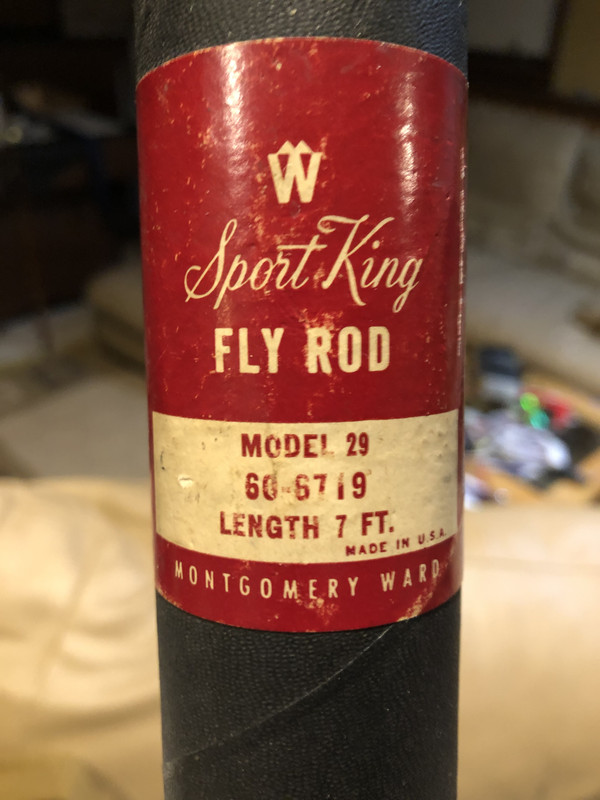 W
Sport King
FLY ROD
MODEL 29
60-6719
LENGTH 7 FT.
MADE IN U.S.A.
MONTGOMERY WARD